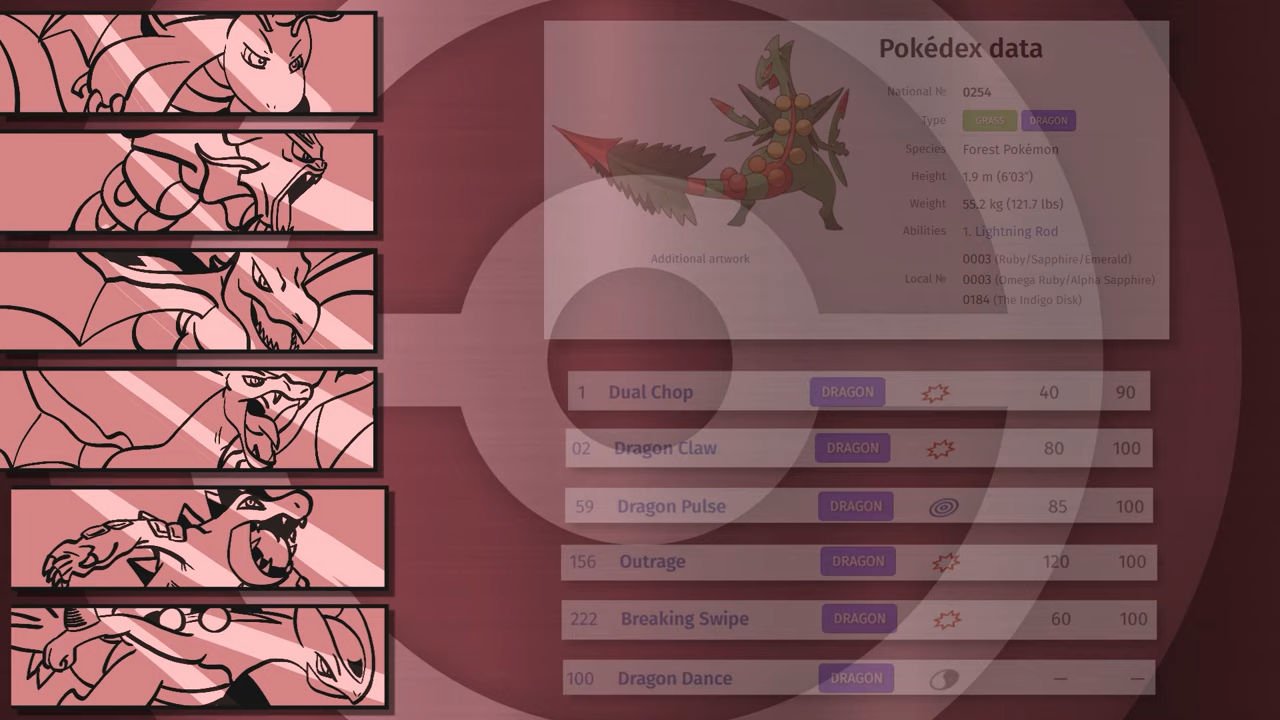 Pokédex data
National № 0254
Type GRASS DRAGON
Species Forest Pokémon
Height 1.9 m (6′03″)
Weight 55.2 kg (121.7 lbs)
Abilities 1. Lightning Rod
Local № 0003 (Ruby/Sapphire/Emerald)
0003 (Omega Ruby/Alpha Sapphire)
0184 (The Indigo Disk)
Additional artwork
1 Dual Chop DRAGON 40 90
02 Dragon Claw DRAGON 80 100
59 Dragon Pulse DRAGON 85 100
156 Outrage DRAGON 120 100
222 Breaking Swipe DRAGON 60 100
100 Dragon Dance DRAGON — —